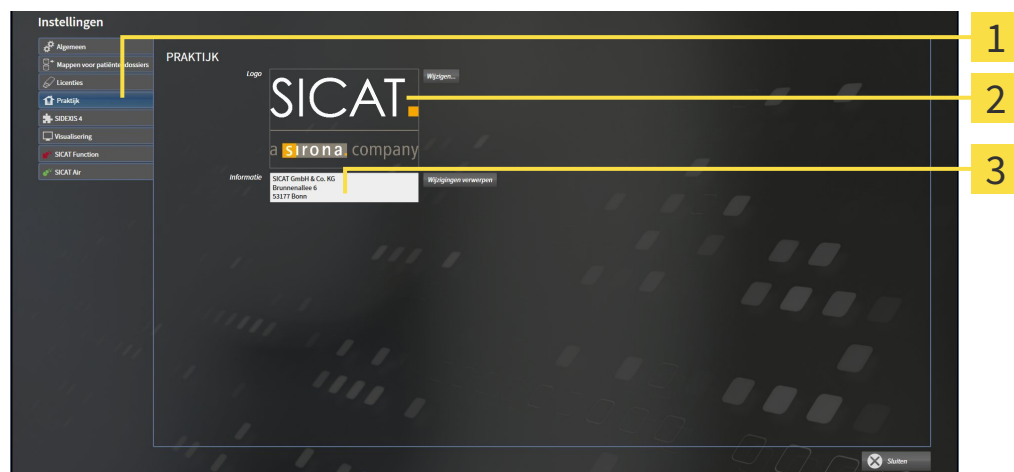 Instellingen
Algemeen
Mappen voor patiëntendossiers
Licenties
Praktijk
SIDEXIS 4
Visualisering
SICAT Function
SICAT Air
PRAKTIJK
Logo
SICAT.
a sirona. company
Wijzigen...
Informatie
SICAT GmbH & Co. KG
Brunnenallee 6
53177 Bonn
Wijzigingen verwerpen
Sluiten
1
2
3